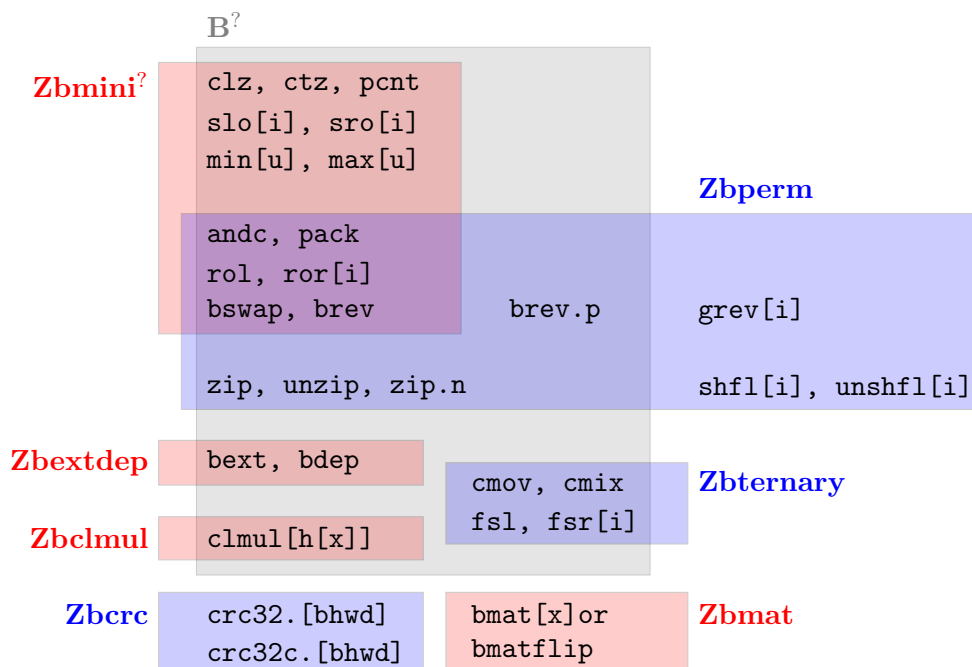 B?
Zbmini?
clz, ctz, pcnt
slo[i], sro[i]
min[u], max[u]
Zbperm
andc, pack
rol, ror[i]
bswap, brev
brev.p
grev[i]
zip, unzip, zip.n
shfl[i], unshfl[i]
Zbextdep
bext, bdep
cmov, cmix
fsl, fsr[i]
Zbternary
Zbclmul
clmul[h[x]]
Zbcrc
crc32.[bhwd]
crc32c.[bhwd]
bmat[x]or
bmatflip
Zbmat